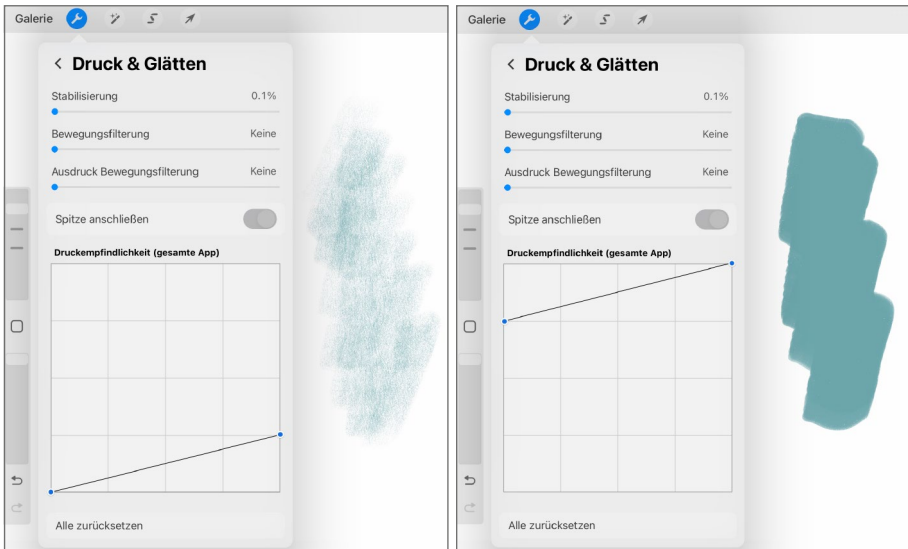 Galerie
Druck & Glätten
Stabilisierung 0.1%
Bewegungsfilterung Keine
Ausdruck Bewegungsfilterung Keine
Spitze anschließen
Druckempfindlichkeit (gesamte App)
Alle zurücksetzen
Galerie
Druck & Glätten
Stabilisierung 0.1%
Bewegungsfilterung Keine
Ausdruck Bewegungsfilterung Keine
Spitze anschließen
Druckempfindlichkeit (gesamte App)
Alle zurücksetzen